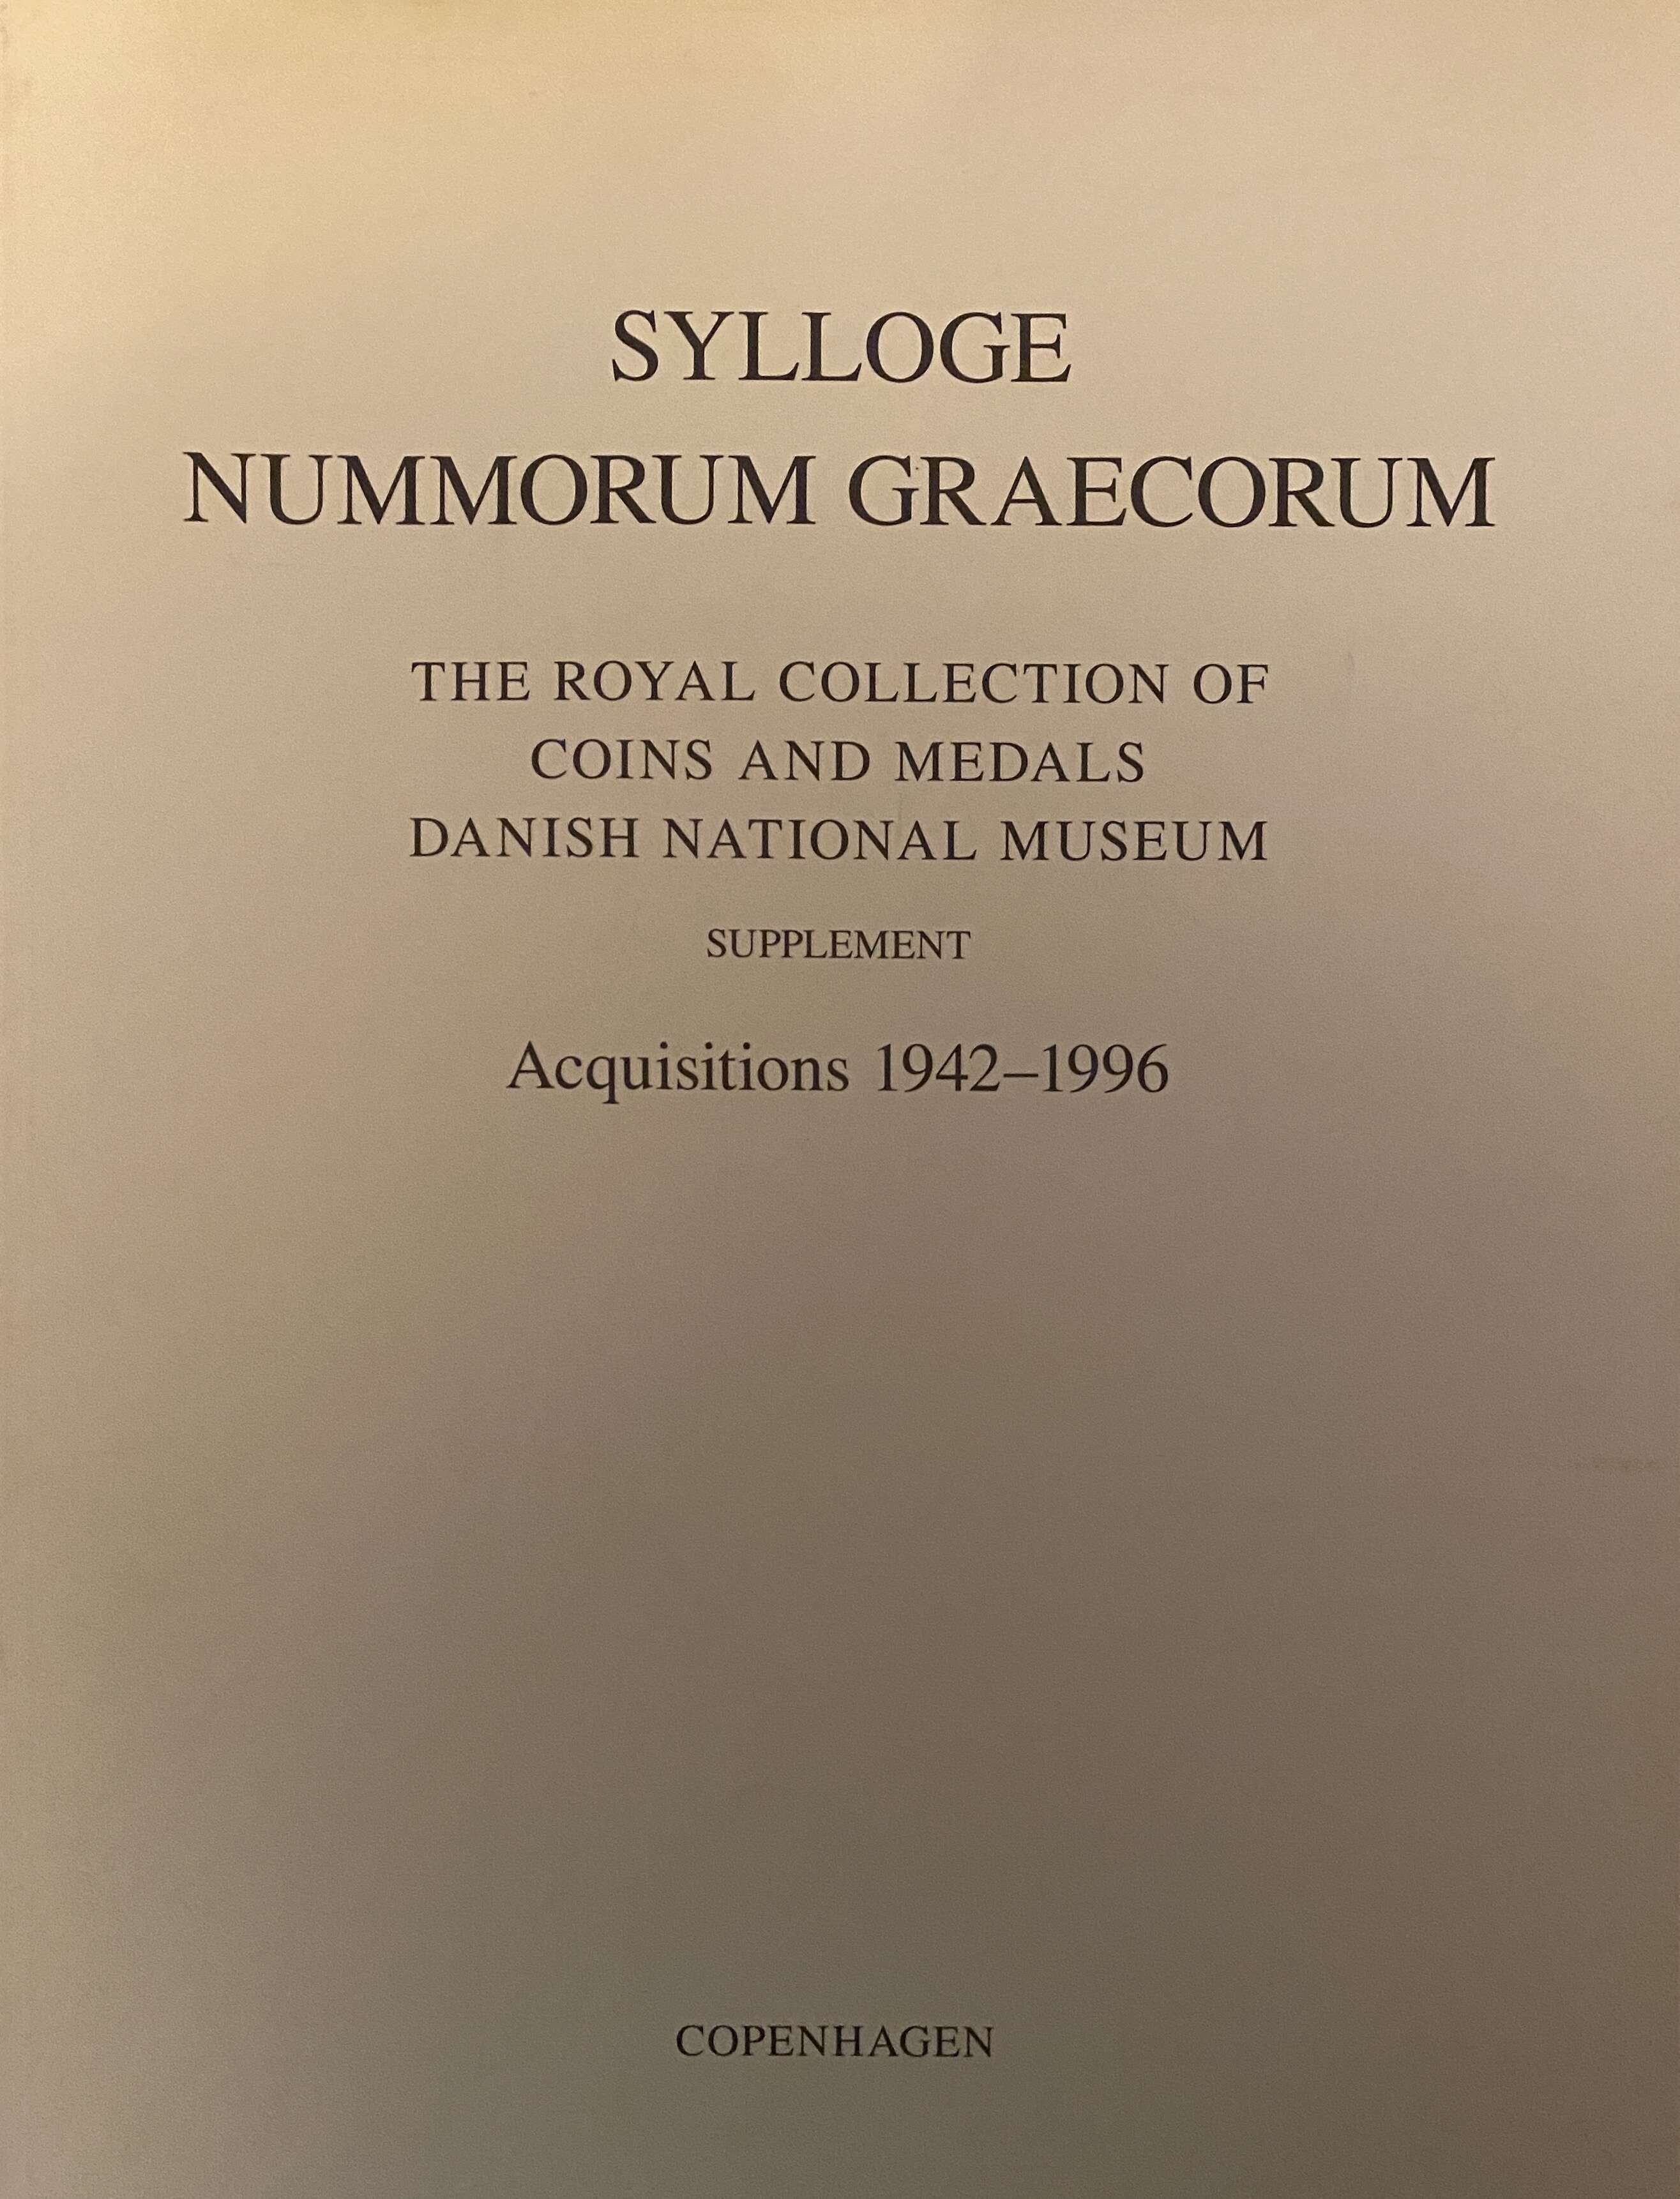 SYLLOGE
NUMMORUM GRAECORUM
THE ROYAL COLLECTION OF
COINS AND MEDALS
DANISH NATIONAL MUSEUM
SUPPLEMENT
Acquisitions 1942–1996
COPENHAGEN